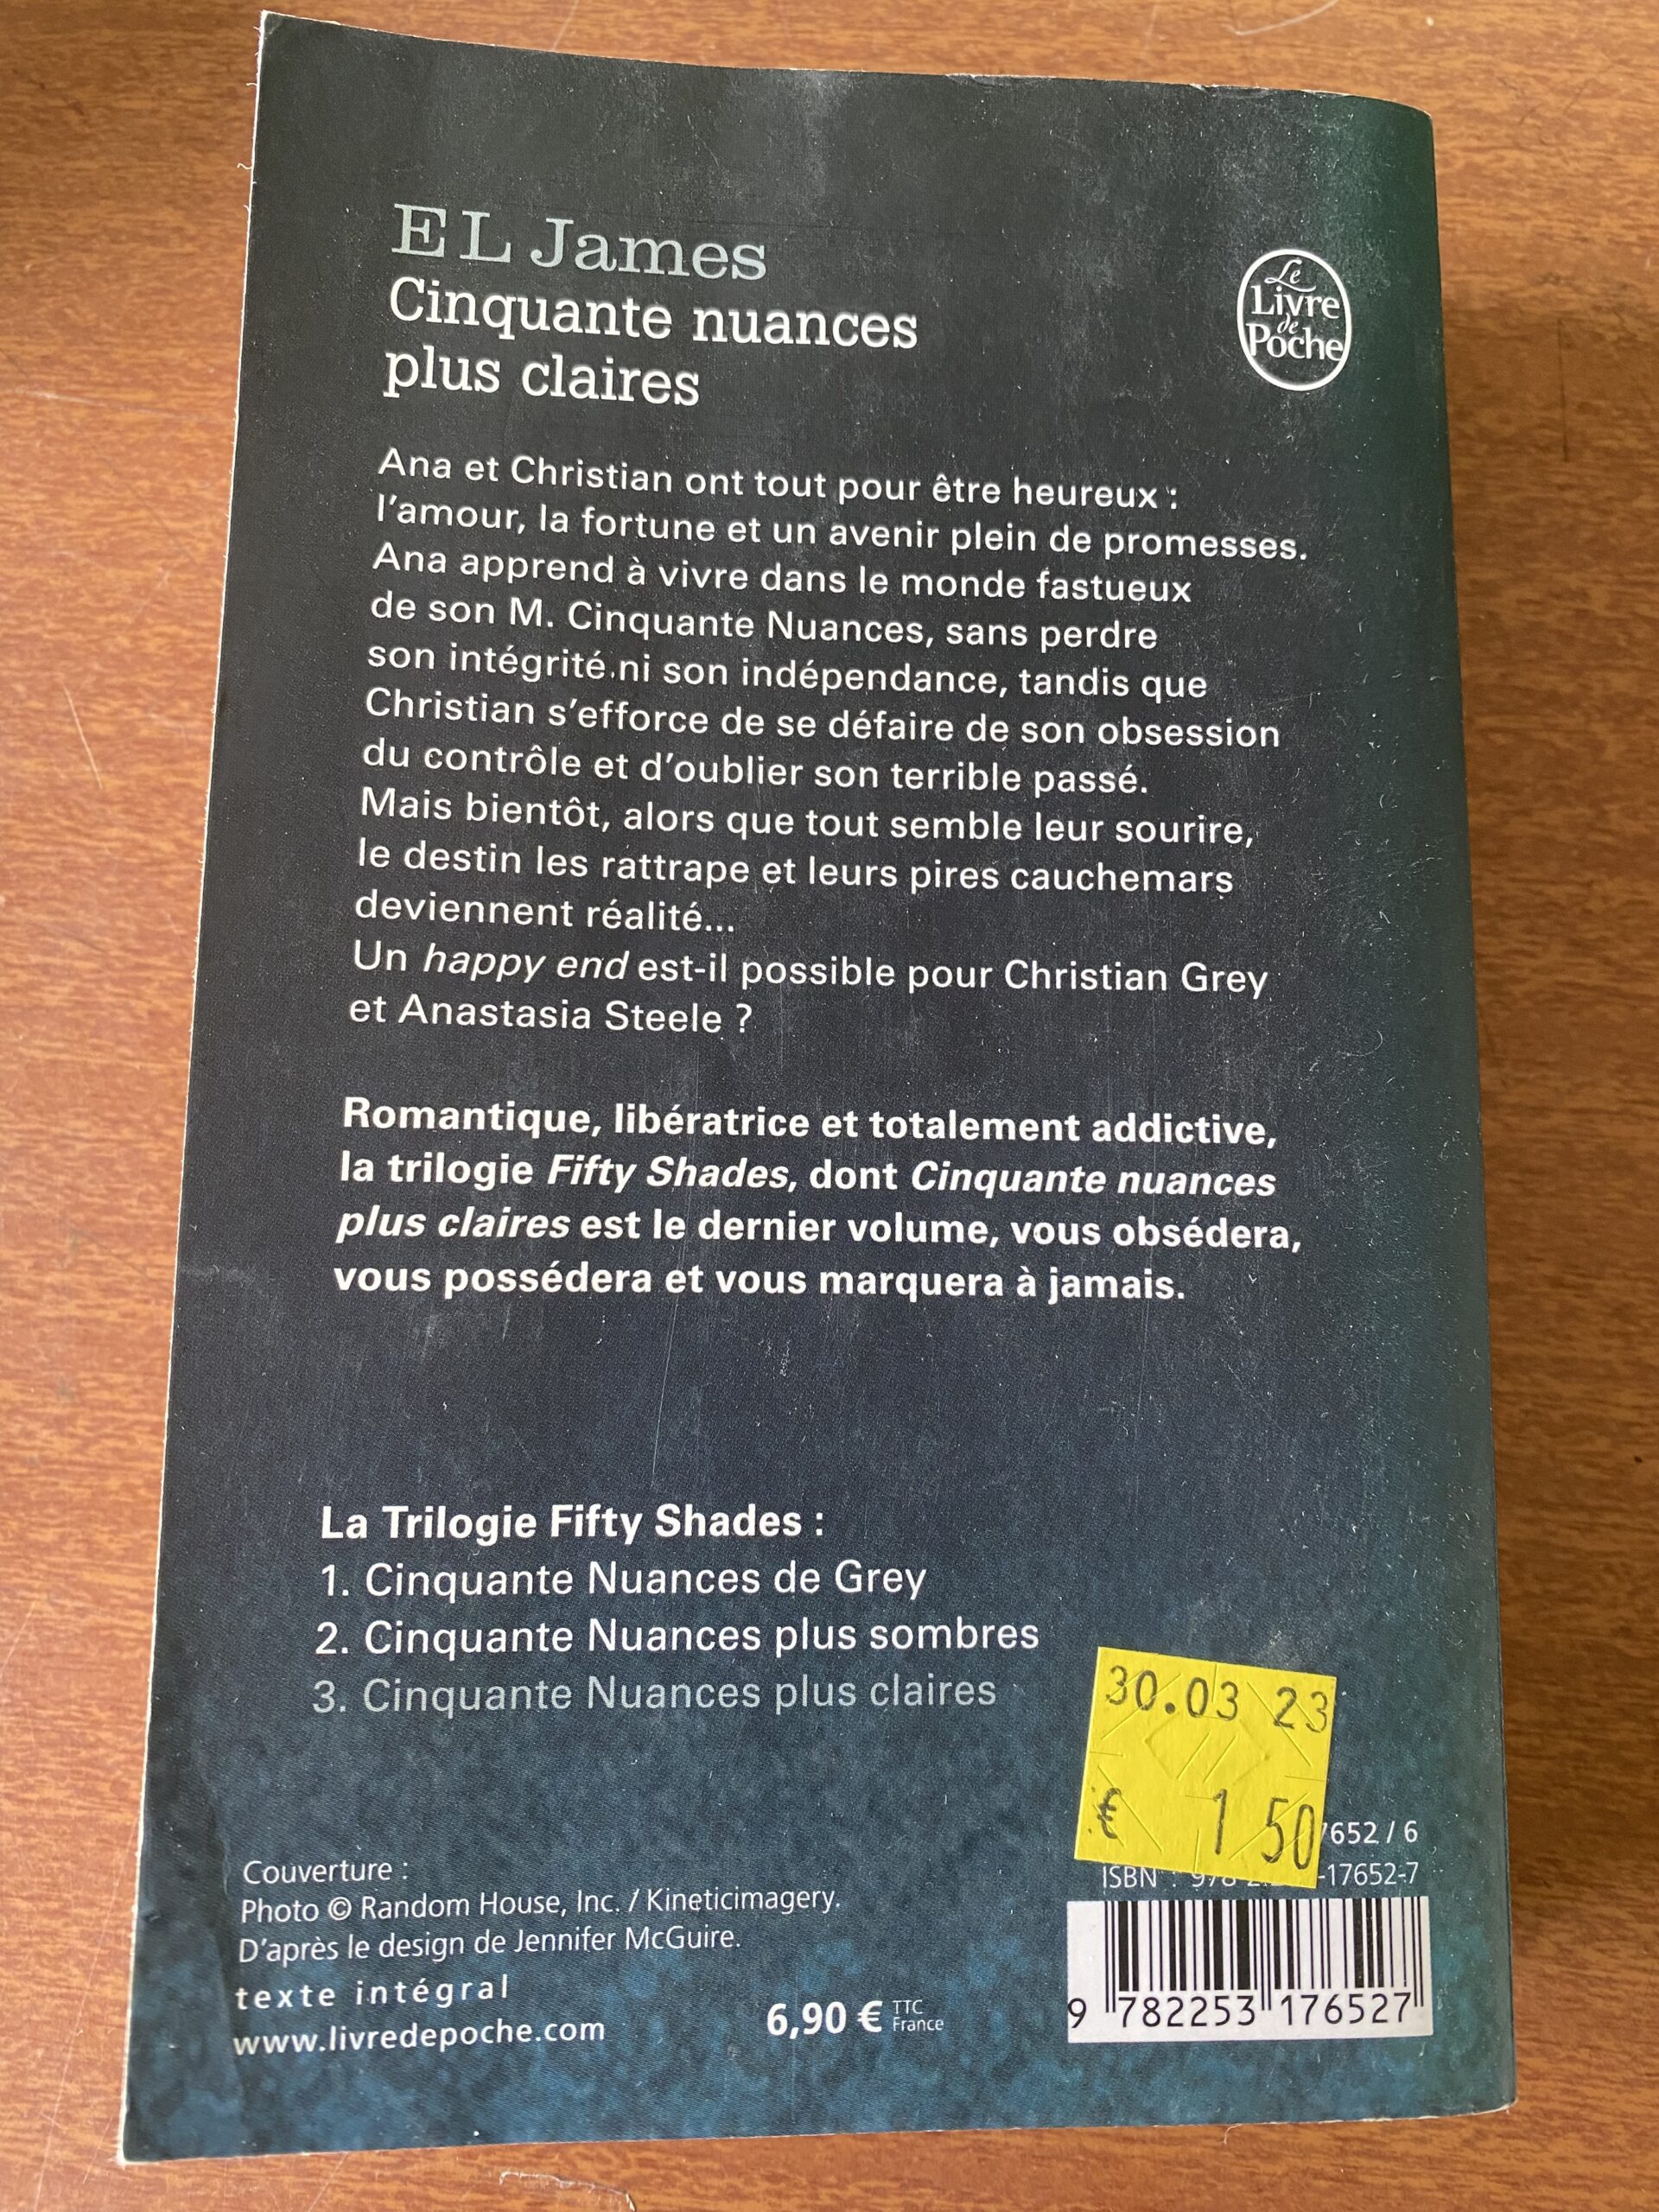 E L James
Cinquante nuances
plus claires
Le
Livre
de
Poche
Ana et Christian ont tout pour être heureux :
l'amour, la fortune et un avenir plein de promesses.
Ana apprend à vivre dans le monde fastueux
de son M. Cinquante Nuances, sans perdre
son intégrité ni son indépendance, tandis que
Christian s'efforce de se défaire de son obsession
du contrôle et d'oublier son terrible passé.
Mais bientôt, alors que tout semble leur sourire,
le destin les rattrape et leurs pires cauchemars
deviennent réalité...
Un happy end est-il possible pour Christian Grey
et Anastasia Steele ?
Romantique, libératrice et totalement addictive,
la trilogie Fifty Shades, dont Cinquante nuances
plus claires est le dernier volume, vous obsédera,
vous possédera et vous marquera à jamais.
La Trilogie Fifty Shades :
1. Cinquante Nuances de Grey
2. Cinquante Nuances plus sombres
3. Cinquante Nuances plus claires
30.03 23
€ 1 50
7652 / 6
ISBN : 978-2- -17652-7
Couverture :
Photo © Random House, Inc. / Kineticimagery.
D'après le design de Jennifer McGuire.
texte intégral
www.livredepoche.com
6,90 € TTC
France
9 782253 176527